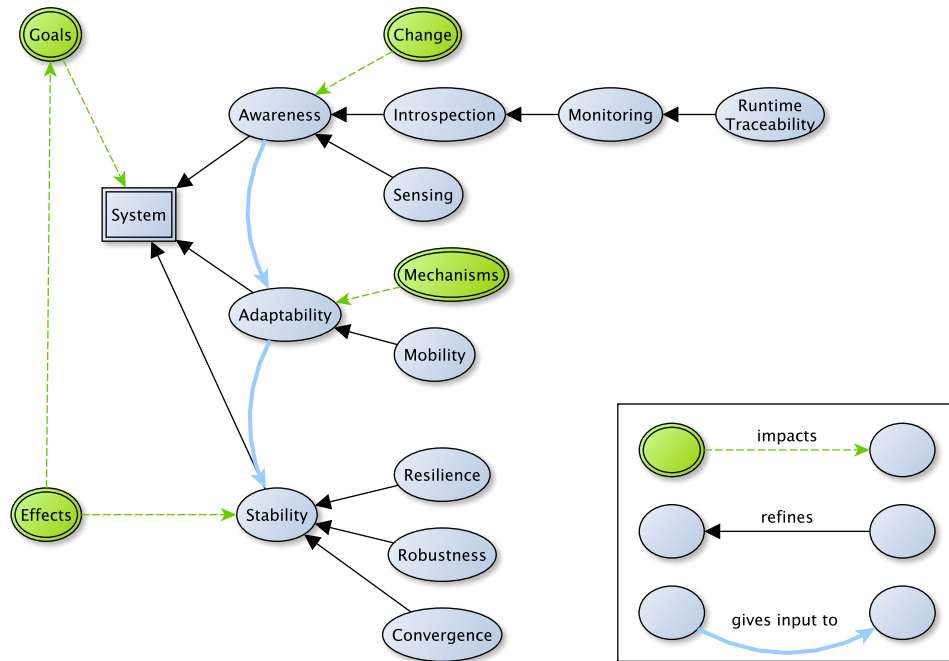 Goals
Change
Awareness
Introspection
Monitoring
Runtime
Traceability
Sensing
System
Mechanisms
Adaptability
Mobility
Resilience
Effects
Stability
Robustness
Convergence
impacts
refines
gives input to